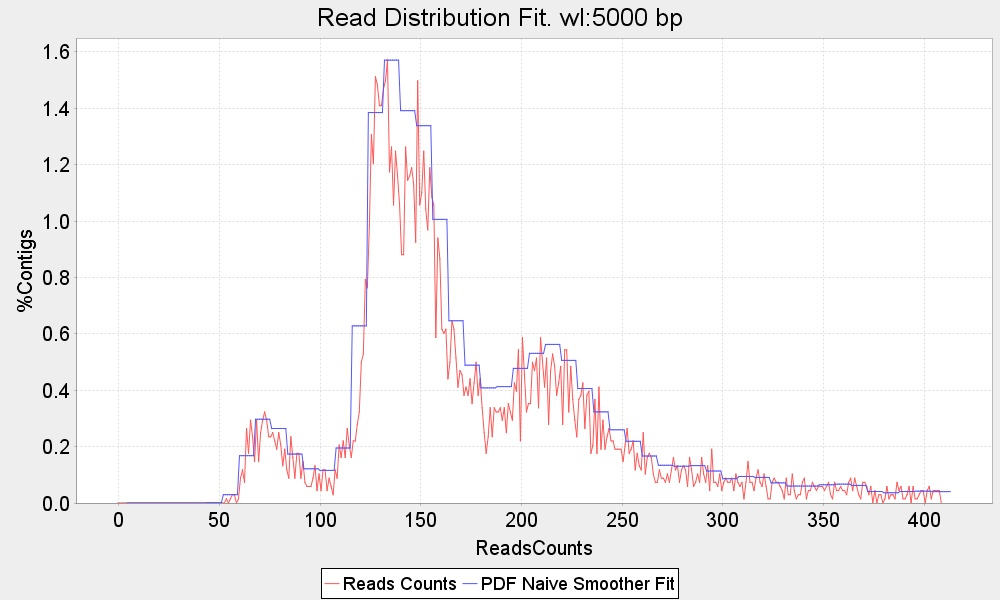 Read Distribution Fit. wl:5000 bp
%Contigs
1.6
1.4
1.2
1.0
0.8
0.6
0.4
0.2
0.0
0 50 100 150 200 250 300 350 400
ReadsCounts
Reads Counts PDF Naive Smoother Fit